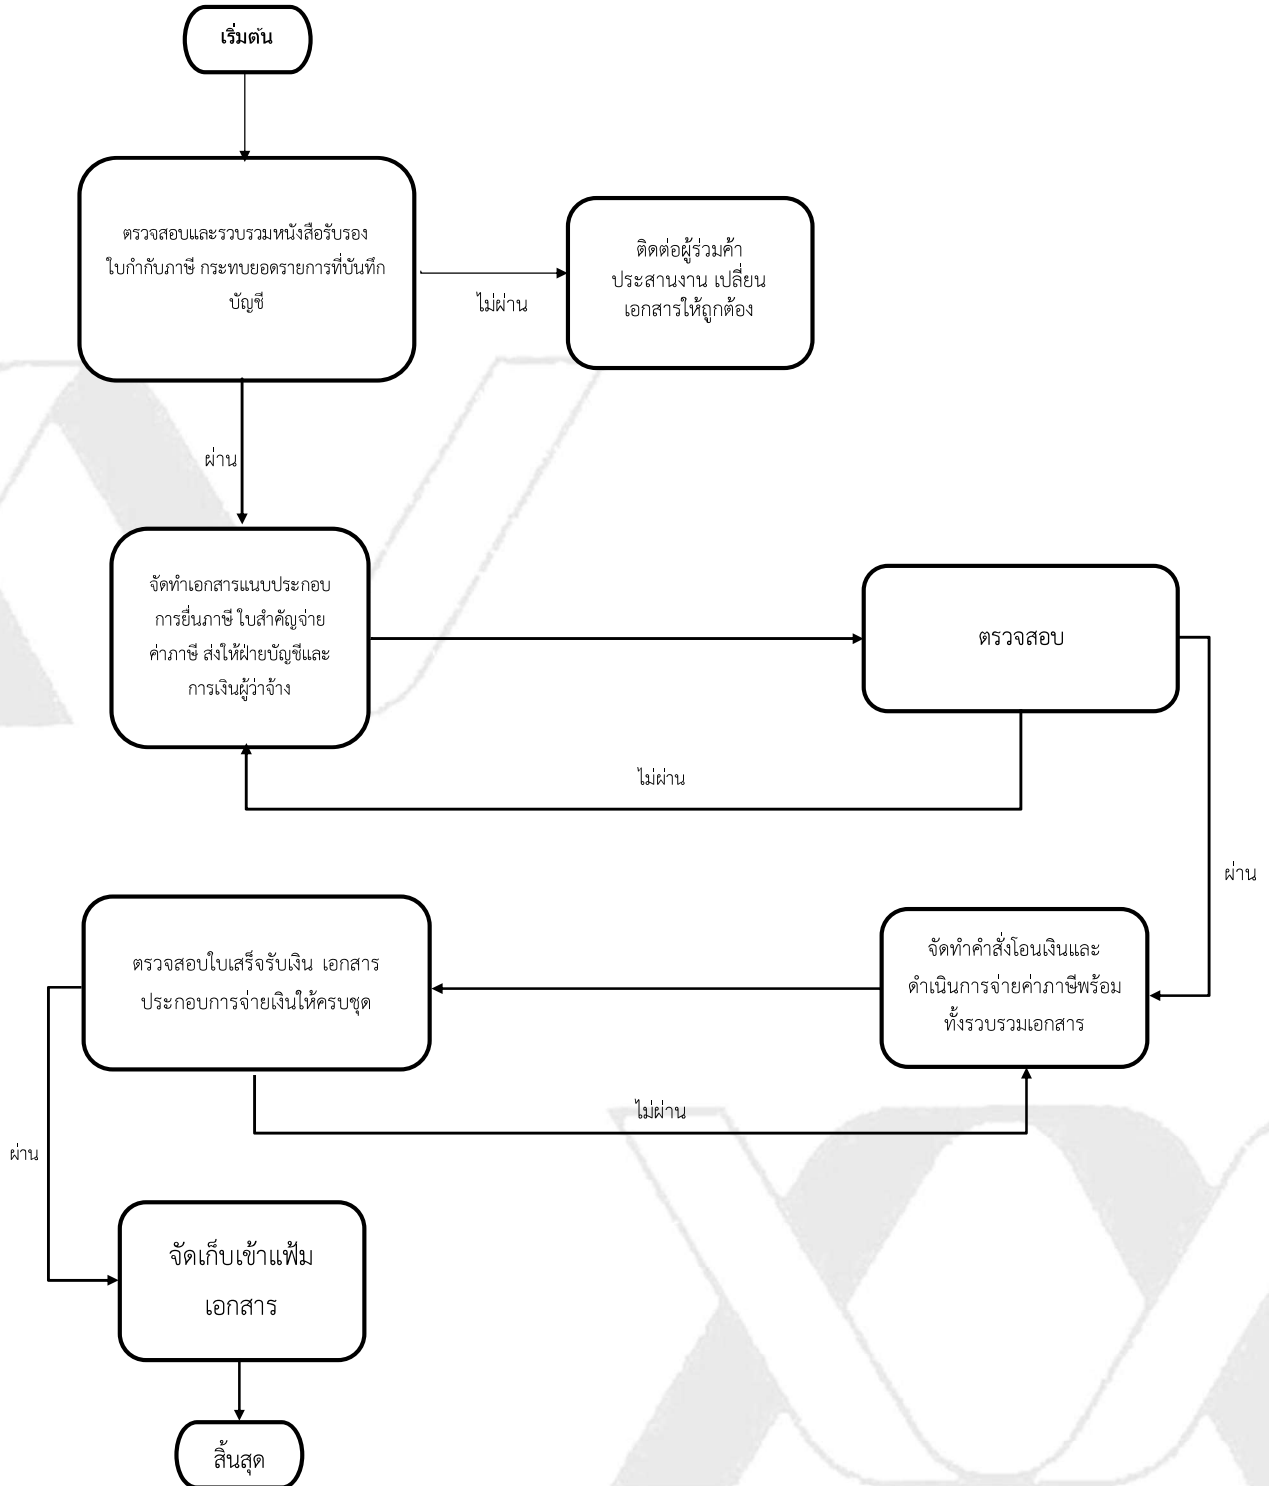 เริ่มต้น
ตรวจสอบและรวบรวมหนังสือรับรอง
ใบกำกับภาษี กระทบยอดรายการที่บันทึก
บัญชี
ติดต่อผู้ร่วมค้า
ประสานงาน เปลี่ยน
เอกสารให้ถูกต้อง
ไม่ผ่าน
ผ่าน
จัดทำเอกสารแนบประกอบ
การยื่นภาษี ใบสำคัญจ่าย
ค่าภาษี ส่งให้ฝ่ายบัญชีและ
การเงินผู้ว่าจ้าง
ตรวจสอบ
ไม่ผ่าน
ผ่าน
ตรวจสอบใบเสร็จรับเงิน เอกสาร
ประกอบการจ่ายเงินให้ครบชุด
จัดทำคำสั่งโอนเงินและ
ดำเนินการจ่ายค่าภาษีพร้อม
ทั้งรวบรวมเอกสาร
ไม่ผ่าน
ผ่าน
จัดเก็บเข้าแฟ้ม
เอกสาร
สิ้นสุด